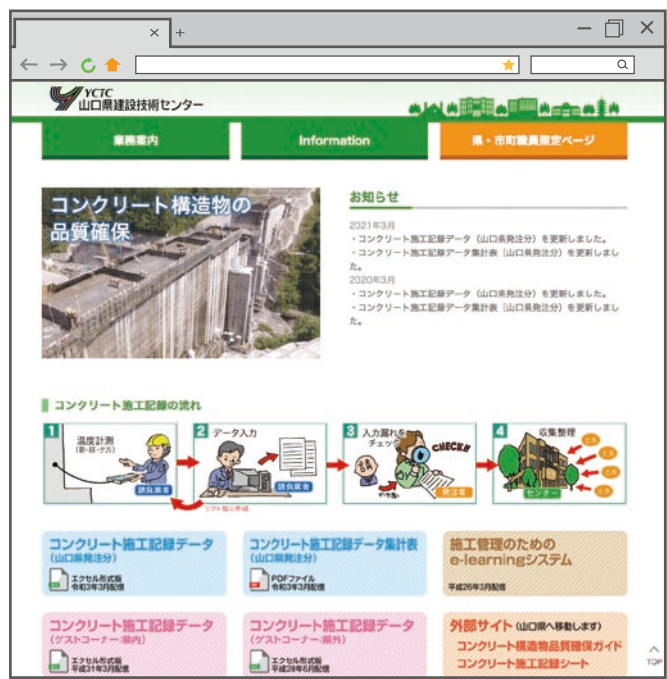 YCTC
山口県建設技術センター
業務案内
Information
県・市町職員限定ページ
コンクリート構造物の
品質確保
お知らせ
2021年3月
・コンクリート施工記録データ（山口県発注分）を更新しました。
・コンクリート施工記録データ集計表［山口県発注分］を更新しまし
た。
2020年3月
・コンクリート施工記録データ（山口県発注分）を更新しました。
・コンクリート施工記録データ集計表［山口県発注分］を更新しまし
た。
コンクリート施工記録の流れ
1
温度計測
(朝・昼・夕方)
請負業者
2 データ入力
請負業者
リフト毎に作成
3 入力漏れを
チェック
CHECK!!
発注者
4 収集整理
センター
コンクリート施工記録データ
(山口県発注分)
エクセル形式版
令和3年3月配信
コンクリート施工記録データ集計表
(山口県発注分)
PDFファイル
令和3年3月配信
施工管理のための
e-learningシステム
平成26年3月配信
コンクリート施工記録データ
(ゲストコーナー:県内)
エクセル形式版
平成31年3月配信
コンクリート施工記録データ
(ゲストコーナー:県外)
エクセル形式版
平成28年6月配信
外部サイト (山口県へ移動します)
コンクリート構造物品質確保ガイド
コンクリート施工記録シート
TOP